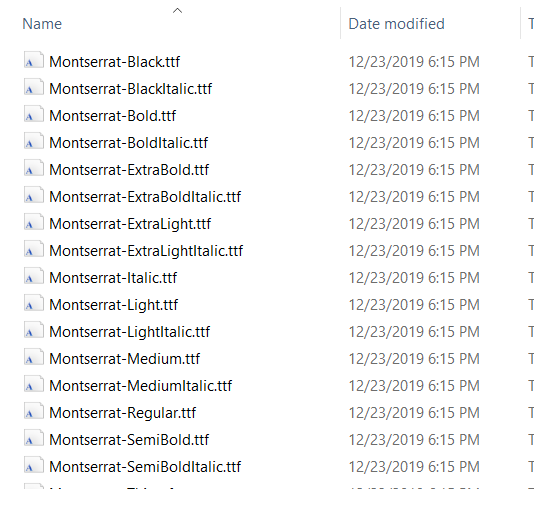 Name Date modified T
Montserrat-Black.ttf 12/23/2019 6:15 PM T
Montserrat-BlackItalic.ttf 12/23/2019 6:15 PM T
Montserrat-Bold.ttf 12/23/2019 6:15 PM T
Montserrat-BoldItalic.ttf 12/23/2019 6:15 PM T
Montserrat-ExtraBold.ttf 12/23/2019 6:15 PM T
Montserrat-ExtraBoldItalic.ttf 12/23/2019 6:15 PM T
Montserrat-ExtraLight.ttf 12/23/2019 6:15 PM T
Montserrat-ExtraLightItalic.ttf 12/23/2019 6:15 PM T
Montserrat-Italic.ttf 12/23/2019 6:15 PM T
Montserrat-Light.ttf 12/23/2019 6:15 PM T
Montserrat-LightItalic.ttf 12/23/2019 6:15 PM T
Montserrat-Medium.ttf 12/23/2019 6:15 PM T
Montserrat-MediumItalic.ttf 12/23/2019 6:15 PM T
Montserrat-Regular.ttf 12/23/2019 6:15 PM T
Montserrat-SemiBold.ttf 12/23/2019 6:15 PM T
Montserrat-SemiBoldItalic.ttf 12/23/2019 6:15 PM T